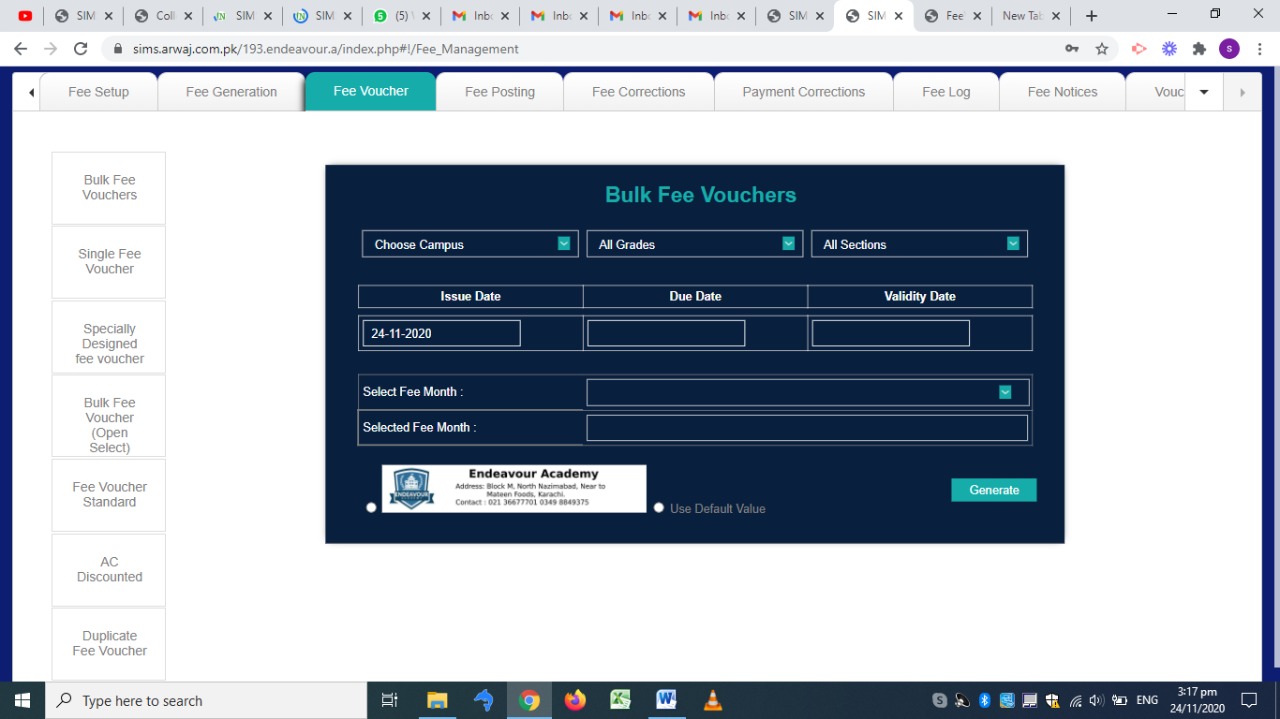 SIM
Coll
SIM
SIM
(5) \
Inbo
Inbo
Inbo
Inbo
SIM
SIM
Fee
New Tab
sims.arwaj.com.pk/193.endeavour.a/index.php#!/Fee_Management
S
Fee Setup
Fee Generation
Fee Voucher
Fee Posting
Fee Corrections
Payment Corrections
Fee Log
Fee Notices
Vouc
Bulk Fee
Vouchers
Single Fee
Voucher
Specially
Designed
fee voucher
Bulk Fee
Voucher
(Open
Select)
Fee Voucher
Standard
AC
Discounted
Duplicate
Fee Voucher
Bulk Fee Vouchers
Choose Campus
All Grades
All Sections
Issue Date
Due Date
Validity Date
24-11-2020
Select Fee Month :
Selected Fee Month :
ENDEAVOUR
Endeavour Academy
Address: Block M, North Nazimabad, Near to
Mateen Foods, Karachi.
Contact : 021 36677701 0349 8849375
Use Default Value
Generate
Type here to search
ENG
3:17 pm
24/11/2020